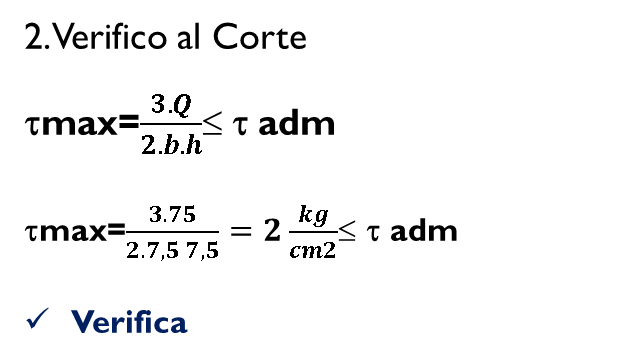 2. Verifico al Corte
τmax=3.Q/2.b.h ≤ τ adm
τmax=3.75/2.7,5 7,5 = 2 kg/cm2 ≤ τ adm
✓ Verifica